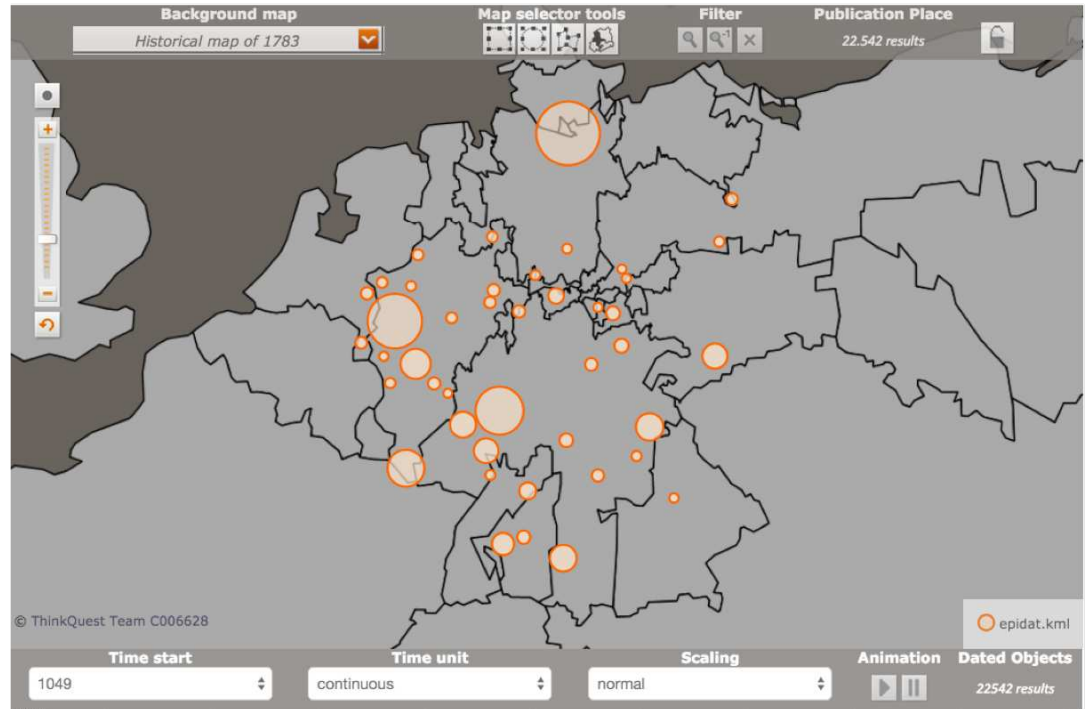 Background map
Historical map of 1783
Map selector tools
Filter
-1
Publication Place
22.542 results
© ThinkQuest Team C006628
epidat.kml
Time start
1049
Time unit
continuous
Scaling
normal
Animation
Dated Objects
22542 results